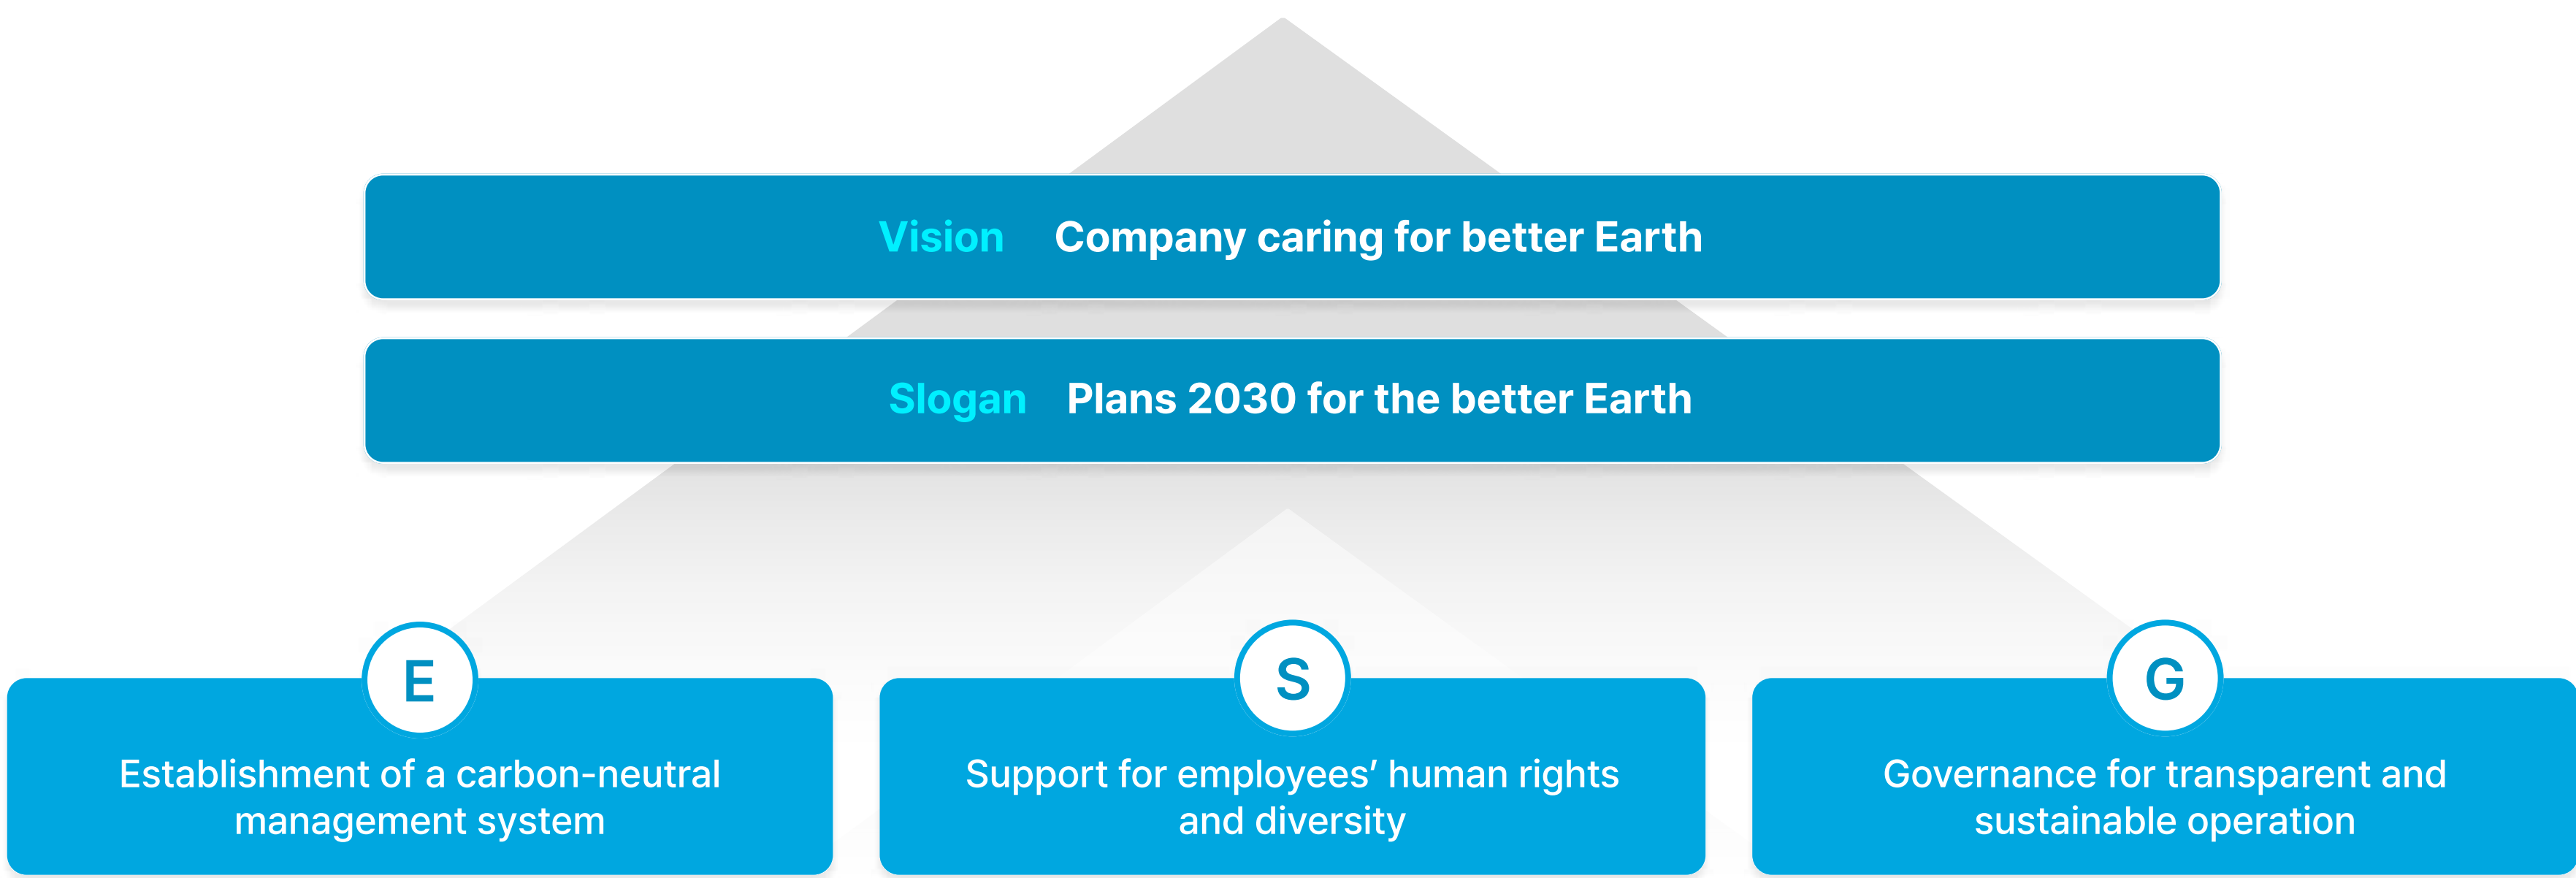 Vision Company caring for better Earth
Slogan Plans 2030 for the better Earth
E
Establishment of a carbon-neutral
management system
S
Support for employees’ human rights
and diversity
G
Governance for transparent and
sustainable operation